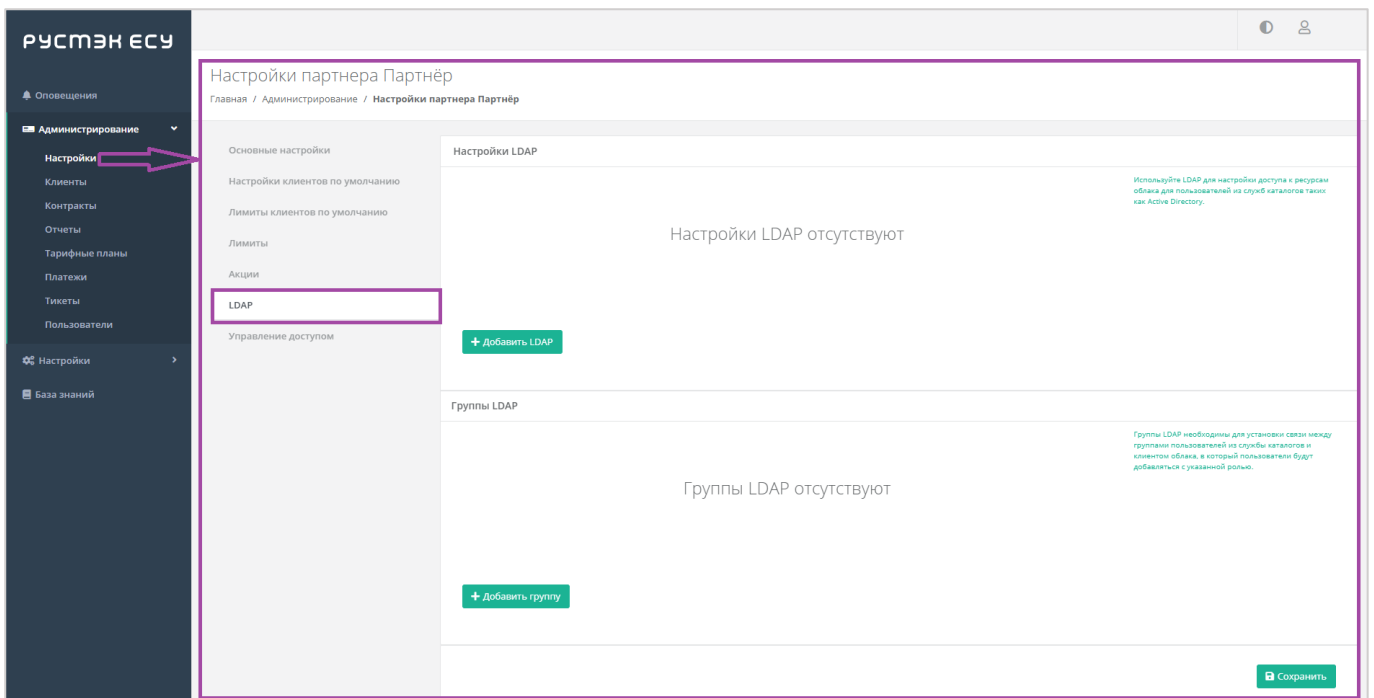 РУСТЭК ЕСУ
Оповещения
Администрирование
Настройки
Клиенты
Контракты
Отчеты
Тарифные планы
Платежи
Тикеты
Пользователи
Настройки
База знаний
Настройки партнера Партнёр
Главная / Администрирование / Настройки партнера Партнёр
Основные настройки
Настройки клиентов по умолчанию
Лимиты клиентов по умолчанию
Лимиты
Акции
LDAP
Управление доступом
Настройки LDAP
Используйте LDAP для настройки доступа к ресурсам
облака для пользователей из служб каталогов таких
как Active Directory.
Настройки LDAP отсутствуют
+ Добавить LDAP
Группы LDAP
Группы LDAP необходимы для установки связи между
группами пользователей из службы каталогов и
клиентом облака, в который пользователи будут
добавляться с указанной ролью.
Группы LDAP отсутствуют
+ Добавить группу
Сохранить